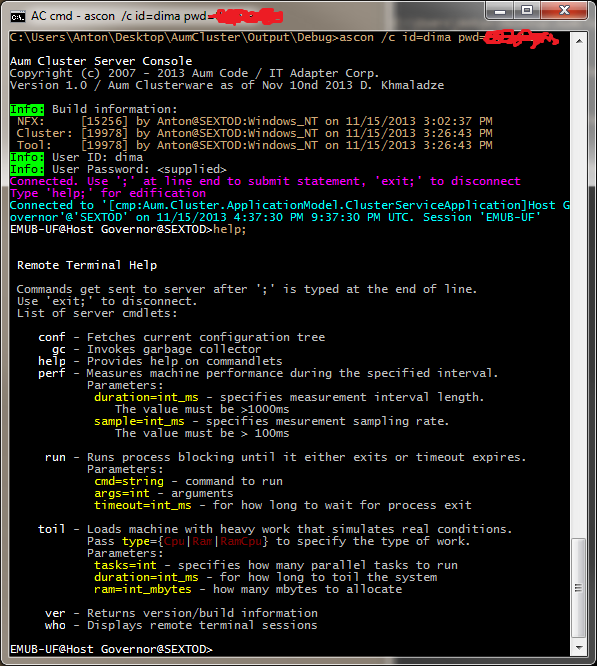 AC cmd - ascon  /c id=dima pwd=
C:\Users\Anton\Desktop\AumCluster\Output\Debug>ascon /c id=dima pwd=
Aum Cluster Server Console
Copyright (c) 2007 - 2013 Aum Code / IT Adapter Corp.
Version 1.0 / Aum Clusterware as of Nov 10nd 2013 D. Khmaladze
Info: Build information:
NFX:     [15256] by Anton@SEXTOD:Windows_NT on 11/15/2013 3:02:37 PM
Cluster: [19978] by Anton@SEXTOD:Windows_NT on 11/15/2013 3:26:43 PM
Tool:    [19978] by Anton@SEXTOD:Windows_NT on 11/15/2013 3:26:43 PM
Info: User ID: dima
Info: User Password: <supplied>
Connected. Use ';' at line end to submit statement, 'exit;' to disconnect
Type 'help;' for edification
Connected to '[cmp:Aum.Cluster.ApplicationModel.ClusterServiceApplication]Host G
overnor'@'SEXTOD' on 11/15/2013 4:37:30 PM 9:37:30 PM UTC. Session 'EMUB-UF'
EMUB-UF@Host Governor@SEXTOD>help;
Remote Terminal Help
Commands get sent to server after ';' is typed at the end of line.
Use 'exit;' to disconnect.
List of server cmdlets:
conf - Fetches current configuration tree
gc - Invokes garbage collector
help - Provides help on commandlets
perf - Measures machine performance during the specified interval.
Parameters:
duration=int_ms - specifies measurement interval length.
The value must be >1000ms
sample=int_ms - specifies mesurement sampling rate.
The value must be > 100ms
run - Runs process blocking until it either exits or timeout expires.
Parameters:
cmd=string - command to run
args=int - arguments
timeout=int_ms - for how long to wait for process exit
toil - Loads machine with heavy work that simulates real conditions.
Pass type={Cpu|Ram|RamCpu} to specify the type of work.
Parameters:
tasks=int - specifies how many parallel tasks to run
duration=int_ms - for how long to toil the system
ram=int_mbytes - how many mbytes to allocate
ver - Returns version/build information
who - Displays remote terminal sessions
EMUB-UF@Host Governor@SEXTOD>